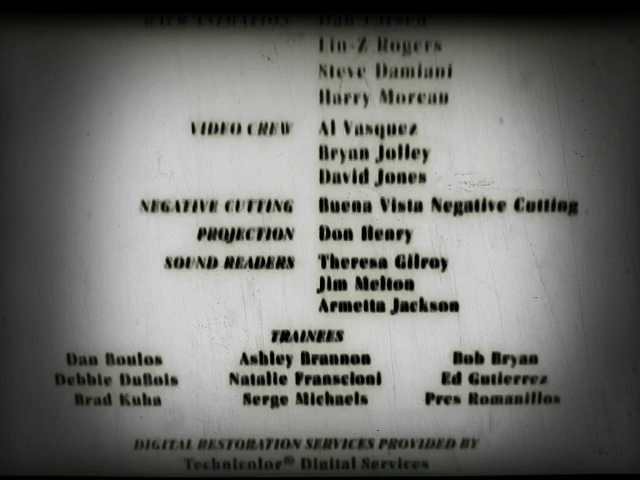 Dan Larsen
Lin-Z Rogers
Steve Damiani
Harry Moreau
VIDEO CREW Al Vasquez
Bryan Jolley
David Jones
NEGATIVE CUTTING Buena Vista Negative Cutting
PROJECTION Don Henry
SOUND READERS Theresa Gilroy
Jim Melton
Armetta Jackson
TRAINEES
Dan Boulos Ashley Brannon Bob Bryan
Debbie DuBois Natalie Franscioni Ed Gutierrez
Brad Kuha Serge Michaels Pres Romanillos
DIGITAL RESTORATION SERVICES PROVIDED BY
Technicolor® Digital Services